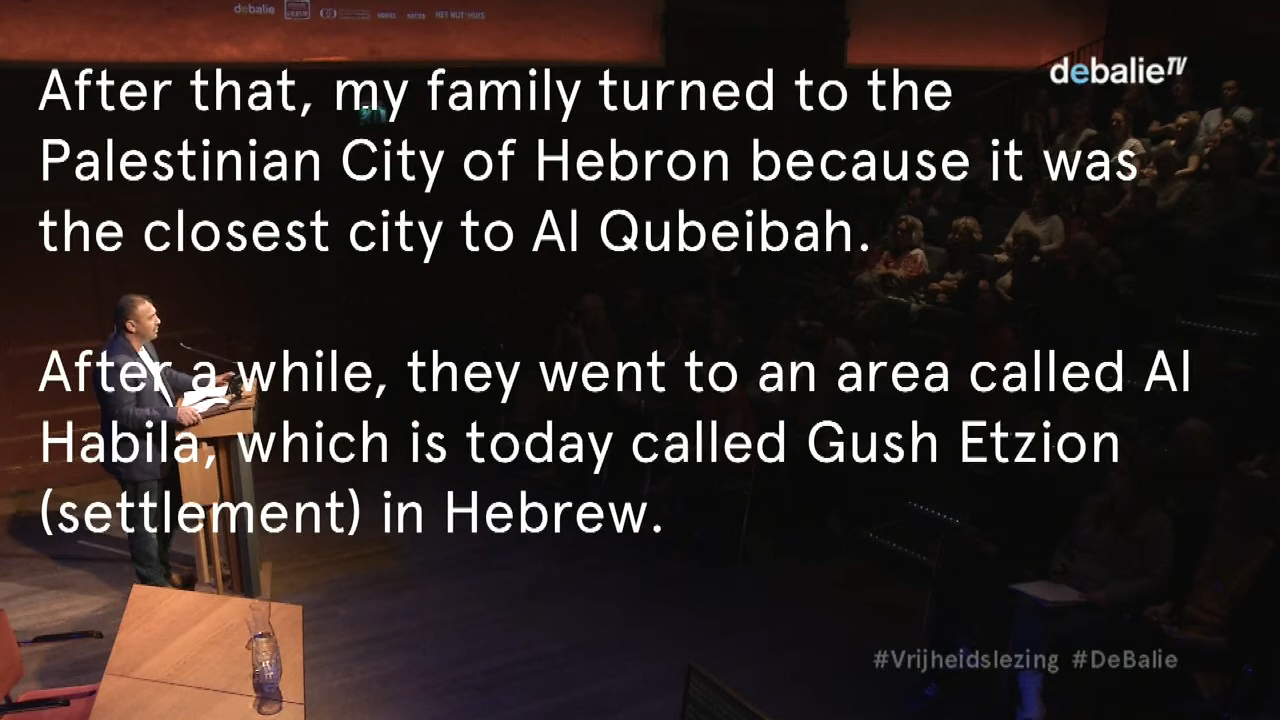 debalie
HET NUTSHUIS
debalieTV
After that, my family turned to the
Palestinian City of Hebron because it was
the closest city to Al Qubeibah.
After a while, they went to an area called Al
Habila, which is today called Gush Etzion
(settlement) in Hebrew.
#Vrijheidslezing #DeBalie